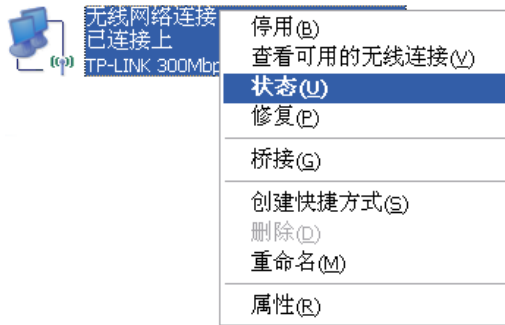 无线网络连接
已连接上
TP-LINK 300Mbp
停用(B)
查看可用的无线连接(V)
状态(U)
修复(P)
桥接(G)
创建快捷方式(S)
删除(D)
重命名(M)
属性(R)